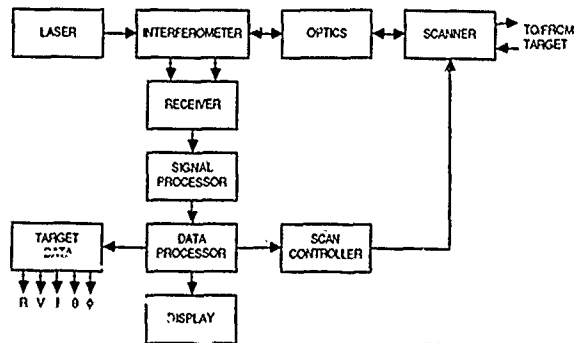 LASER
INTERFEROMETER
OPTICS
SCANNER
TO/FROM
TARGET
RECEIVER
SIGNAL
PROCESSOR
TARGET
DATA
DATA
PROCESSOR
SCAN
CONTROLLER
R V I θ φ
DISPLAY